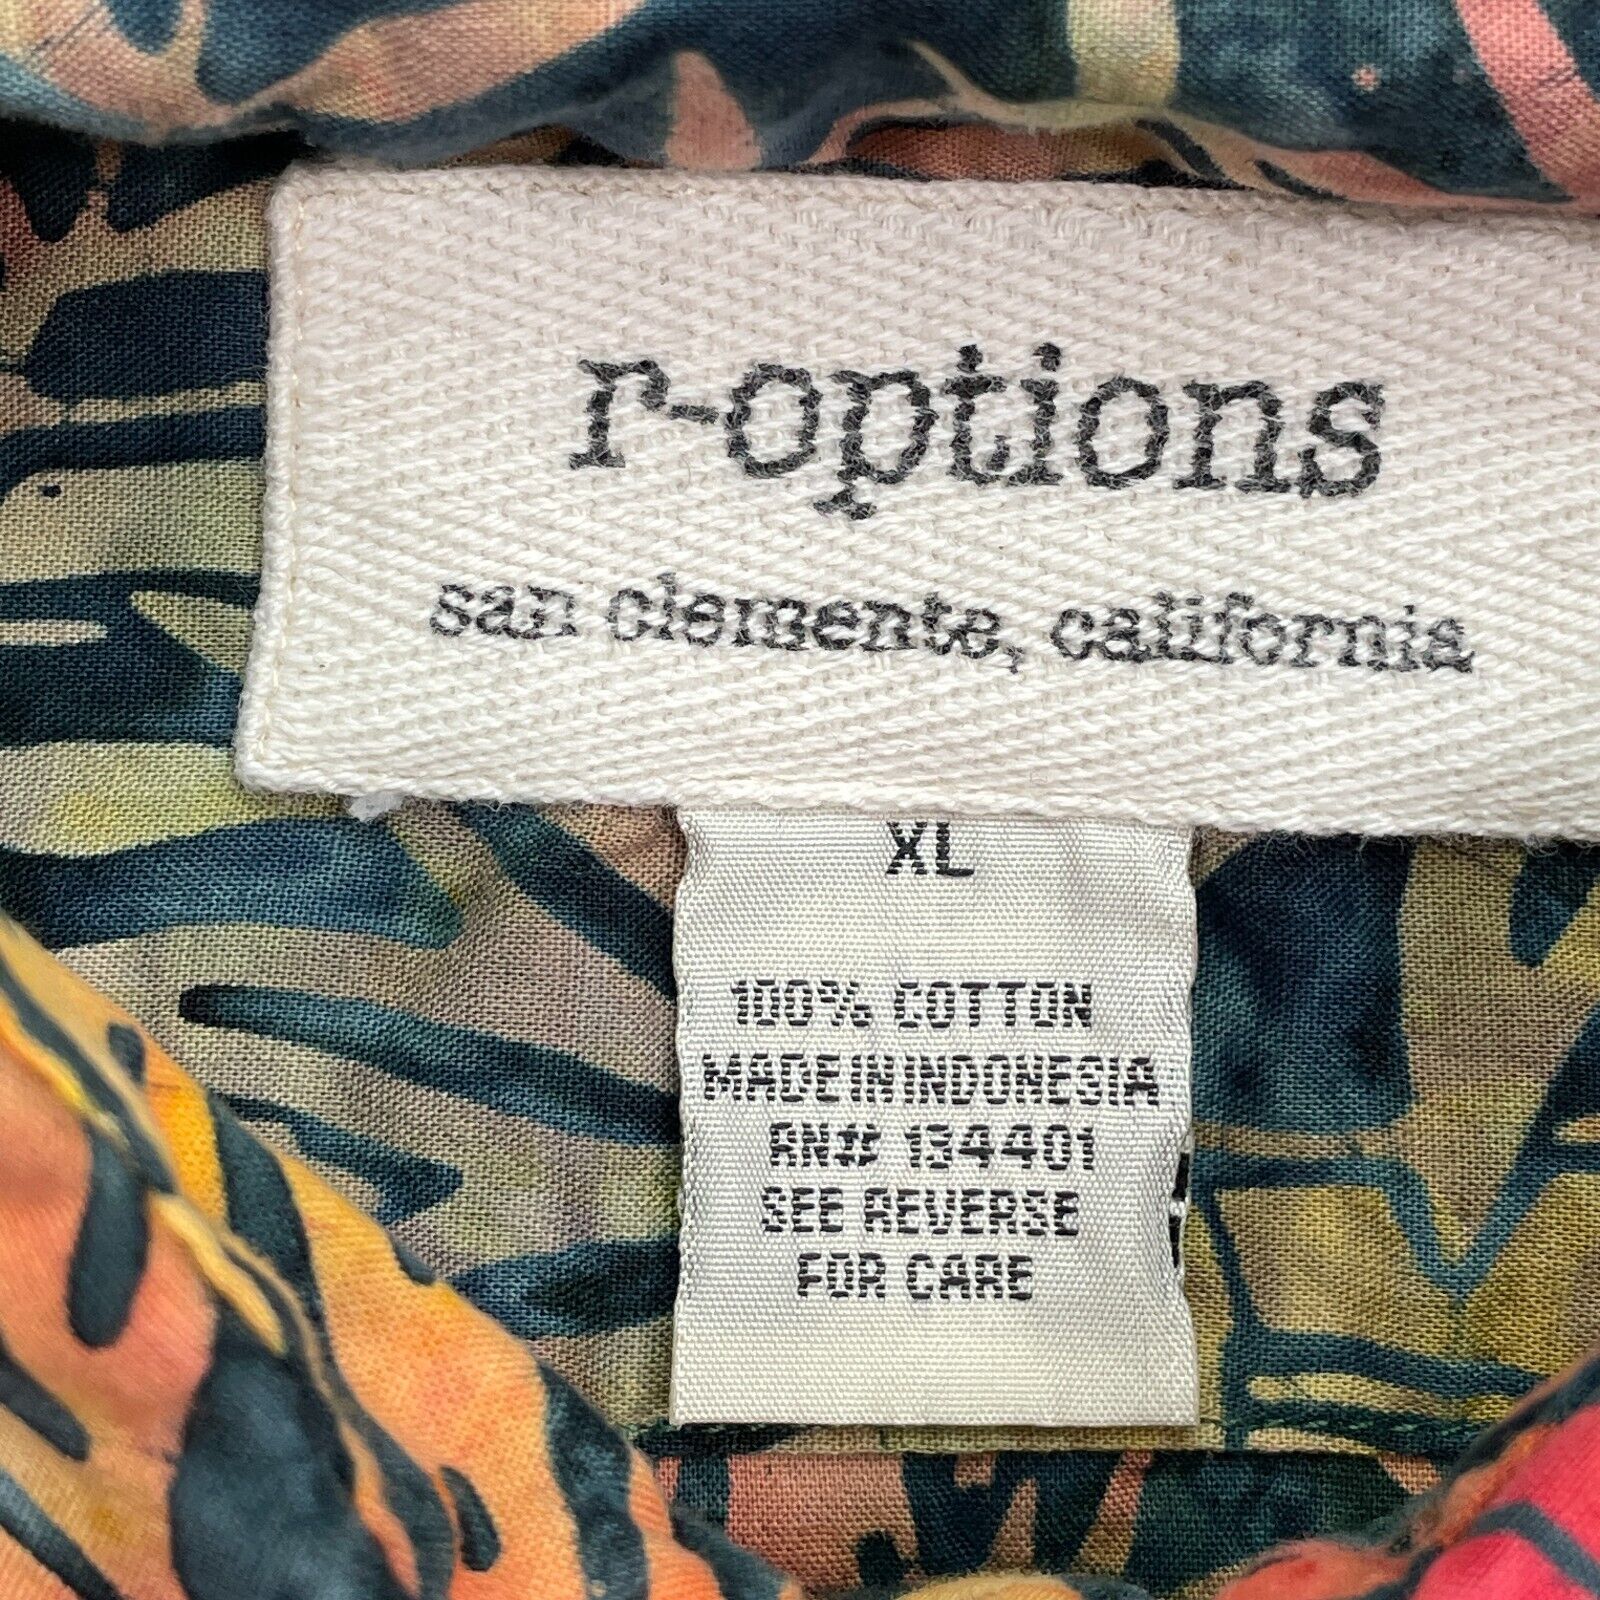 r-options
san clemente, california
XL
100% COTTON
MADE IN INDONESIA
RN# 134401
SEE REVERSE
FOR CARE